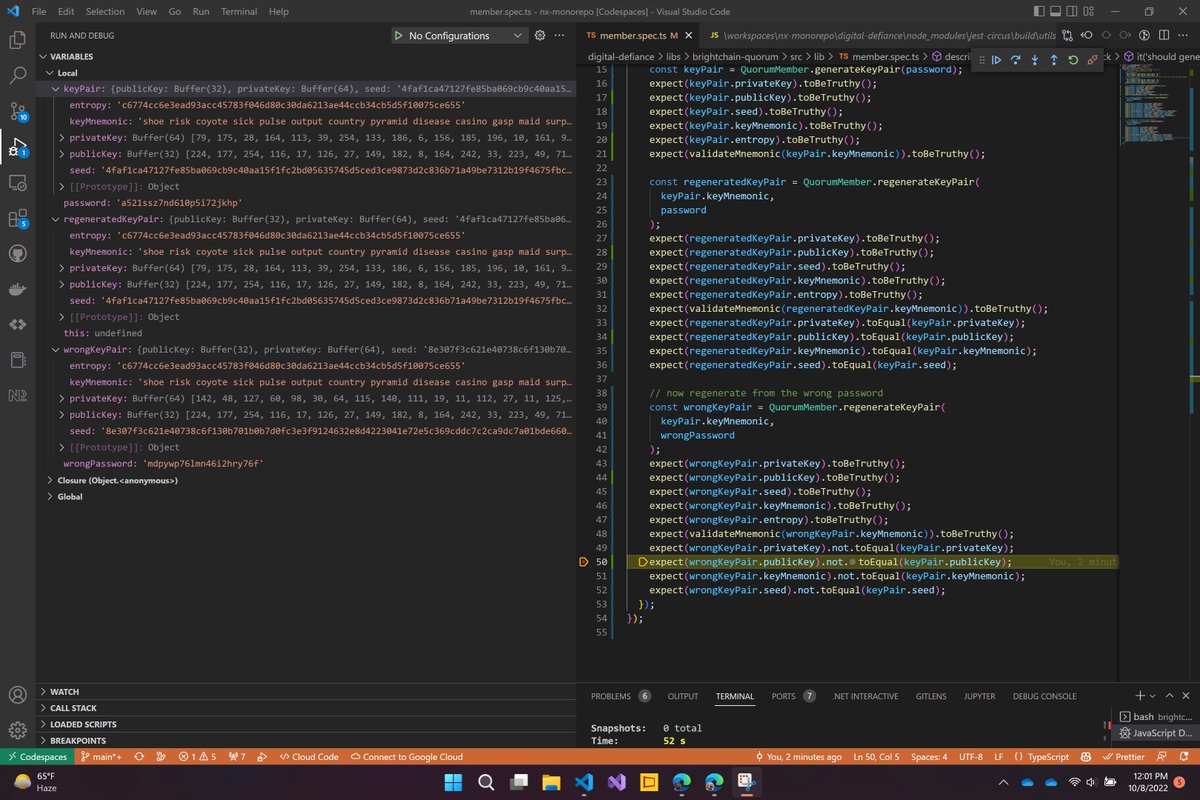 File Edit Selection View Go Run Terminal Help
member.spec.ts - nx-monorepo [Codespaces] - Visual Studio Code
RUN AND DEBUG
No Configurations
VARIABLES
Local
keyPair: {publicKey: Buffer(32), privateKey: Buffer(64), seed: '4faf1ca47127fe85ba069cb9c40aa15...
entropy: 'c6774cc6e3ead93acc45783f046d80c30da6213ae44ccb34cb5d5f10075ce655'
keyMnemonic: 'shoe risk coyote sick pulse output country pyramid disease casino gasp maid surp...
privateKey: Buffer(64) [79, 175, 28, 164, 113, 39, 254, 133, 186, 6, 156, 185, 196, 10, 161, 9...
publicKey: Buffer(32) [224, 177, 254, 116, 17, 126, 27, 149, 182, 8, 164, 242, 33, 223, 49, 71...
seed: '4faf1ca47127fe85ba069cb9c40aa15f1fc2bd05635745d5ced3ce9873d2c836b71a49be7312b19f4675fbc...
[[Prototype]]: Object
password: 'a521ssz7nd610p5i72jkhp'
regeneratedKeyPair: {publicKey: Buffer(32), privateKey: Buffer(64), seed: '4faf1ca47127fe85ba06...
entropy: 'c6774cc6e3ead93acc45783f046d80c30da6213ae44ccb34cb5d5f10075ce655'
keyMnemonic: 'shoe risk coyote sick pulse output country pyramid disease casino gasp maid surp...
privateKey: Buffer(64) [79, 175, 28, 164, 113, 39, 254, 133, 186, 6, 156, 185, 196, 10, 161, 9...
publicKey: Buffer(32) [224, 177, 254, 116, 17, 126, 27, 149, 182, 8, 164, 242, 33, 223, 49, 71...
seed: '4faf1ca47127fe85ba069cb9c40aa15f1fc2bd05635745d5ced3ce9873d2c836b71a49be7312b19f4675fbc...
[[Prototype]]: Object
this: undefined
wrongKeyPair: {publicKey: Buffer(32), privateKey: Buffer(64), seed: '8e307f3c621e40738c6f130b70...
entropy: 'c6774cc6e3ead93acc45783f046d80c30da6213ae44ccb34cb5d5f10075ce655'
keyMnemonic: 'shoe risk coyote sick pulse output country pyramid disease casino gasp maid surp...
privateKey: Buffer(64) [142, 48, 127, 60, 98, 30, 64, 115, 140, 111, 19, 11, 112, 27, 11, 125,...
publicKey: Buffer(32) [224, 177, 254, 116, 17, 126, 27, 149, 182, 8, 164, 242, 33, 223, 49, 71...
seed: '8e307f3c621e40738c6f130b701b0b7d0fc3e3f9124632e8d4223041e72e5c369cddc7c2ca9dc7a01bde660...
[[Prototype]]: Object
wrongPassword: 'mdpywp76lmn46i2hry76f'
Closure (Object.<anonymous>)
Global
WATCH
CALL STACK
LOADED SCRIPTS
BREAKPOINTS
10
1
5
TS member.spec.ts M
JS \workspaces\nx-monorepo\digital-defiance\node_modules\jest-circus\build\utils
digital-defiance > libs > brightchain-quorum > src > lib > TS member.spec.ts > descri
ck > it('should gene
15 const keyPair = QuorumMember.generateKeyPair(password);
16 expect(keyPair.privateKey).toBeTruthy();
17 expect(keyPair.publicKey).toBeTruthy();
18 expect(keyPair.seed).toBeTruthy();
19 expect(keyPair.keyMnemonic).toBeTruthy();
20 expect(keyPair.entropy).toBeTruthy();
21 expect(validateMnemonic(keyPair.keyMnemonic)).toBeTruthy();
22
23 const regeneratedKeyPair = QuorumMember.regenerateKeyPair(
24 keyPair.keyMnemonic,
25 password
26 );
27 expect(regeneratedKeyPair.privateKey).toBeTruthy();
28 expect(regeneratedKeyPair.publicKey).toBeTruthy();
29 expect(regeneratedKeyPair.seed).toBeTruthy();
30 expect(regeneratedKeyPair.keyMnemonic).toBeTruthy();
31 expect(regeneratedKeyPair.entropy).toBeTruthy();
32 expect(validateMnemonic(regeneratedKeyPair.keyMnemonic)).toBeTruthy();
33 expect(regeneratedKeyPair.privateKey).toEqual(keyPair.privateKey);
34 expect(regeneratedKeyPair.publicKey).toEqual(keyPair.publicKey);
35 expect(regeneratedKeyPair.keyMnemonic).toEqual(keyPair.keyMnemonic);
36 expect(regeneratedKeyPair.seed).toEqual(keyPair.seed);
37
38 // now regenerate from the wrong password
39 const wrongKeyPair = QuorumMember.regenerateKeyPair(
40 keyPair.keyMnemonic,
41 wrongPassword
42 );
43 expect(wrongKeyPair.privateKey).toBeTruthy();
44 expect(wrongKeyPair.publicKey).toBeTruthy();
45 expect(wrongKeyPair.seed).toBeTruthy();
46 expect(wrongKeyPair.keyMnemonic).toBeTruthy();
47 expect(wrongKeyPair.entropy).toBeTruthy();
48 expect(validateMnemonic(wrongKeyPair.keyMnemonic)).toBeTruthy();
49 expect(wrongKeyPair.privateKey).not.toEqual(keyPair.privateKey);
50 expect(wrongKeyPair.publicKey).not.toEqual(keyPair.publicKey); You, 2 minut
51 expect(wrongKeyPair.keyMnemonic).not.toEqual(keyPair.keyMnemonic);
52 expect(wrongKeyPair.seed).not.toEqual(keyPair.seed);
53 });
54 });
55
PROBLEMS 6 OUTPUT TERMINAL PORTS 7 .NET INTERACTIVE GITLENS JUPYTER DEBUG CONSOLE
Snapshots: 0 total
Time: 52 s
bash brightc...
JavaScript D...
Codespaces main*+ 1 5 7 Cloud Code Connect to Google Cloud
You, 2 minutes ago Ln 50, Col 5 Spaces: 4 UTF-8 LF { } TypeScript Prettier
65°F
Haze
12:01 PM
10/8/2022
5